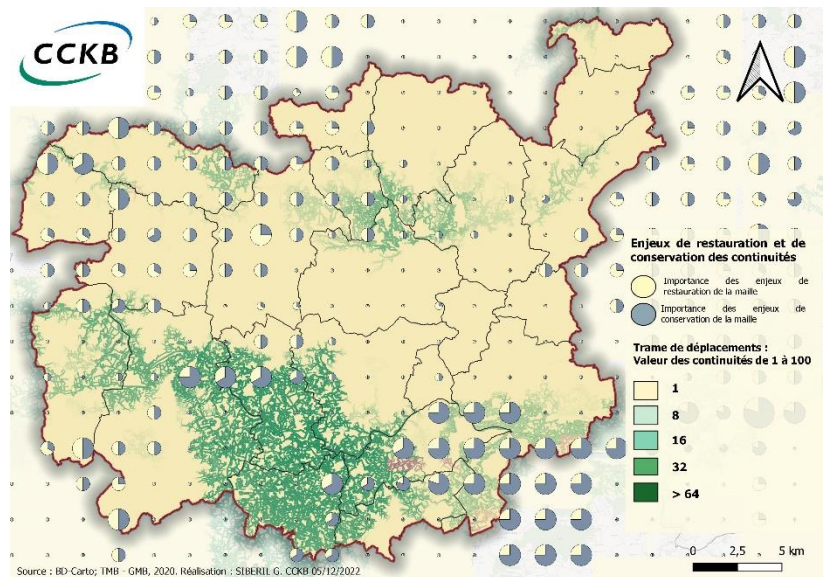 CCKB
Enjeux de restauration et de
conservation des continuités
Importance des enjeux de
restauration de la maille
Importance des enjeux de
conservation de la maille
Trame de déplacements :
Valeur des continuités de 1 à 100
1
8
16
32
> 64
0 2,5 5 km
Source : BD-Carto; TMB - GMB, 2020. Réalisation : SIBERIL G. CCKB 05/12/2022